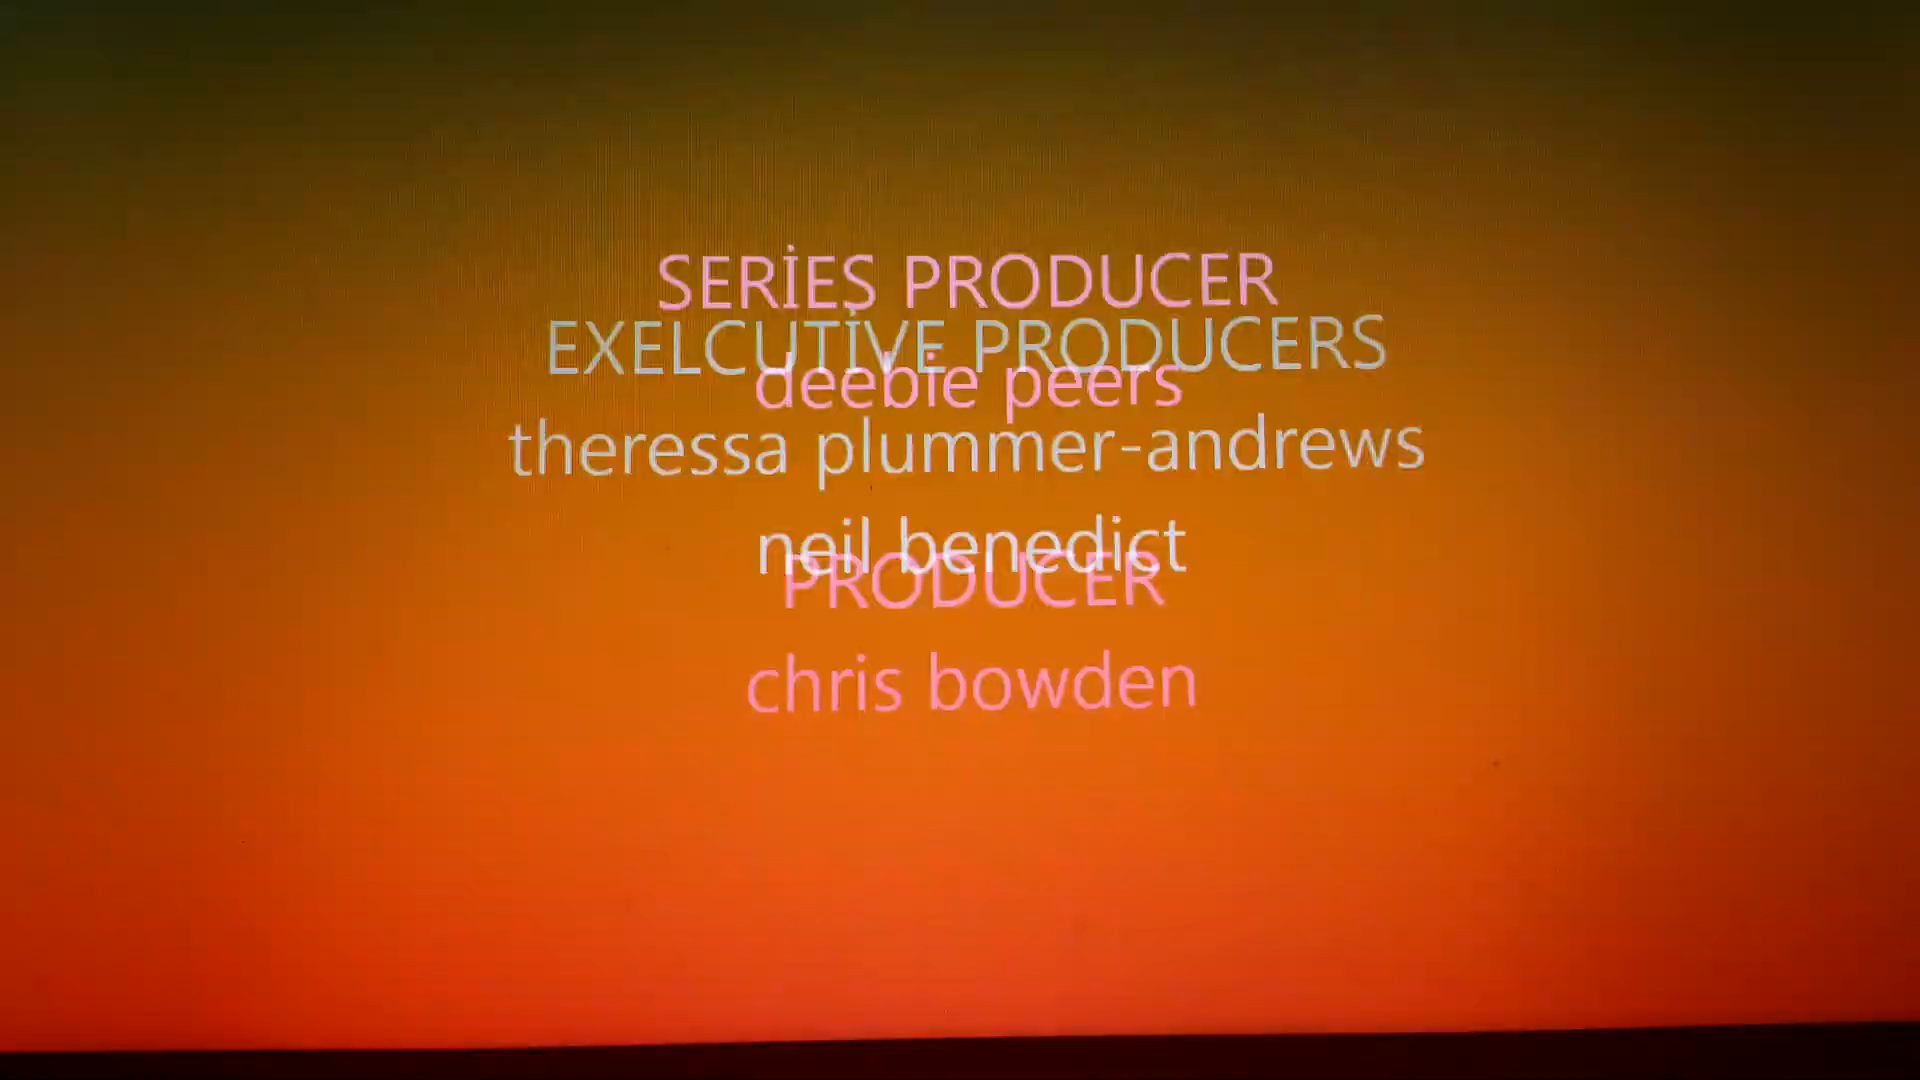 SERİES PRODUCER
EXELCUTİVE PRODUCERS
deebie peers
theressa plummer-andrews
neil benedict
PRODUCER
chris bowden